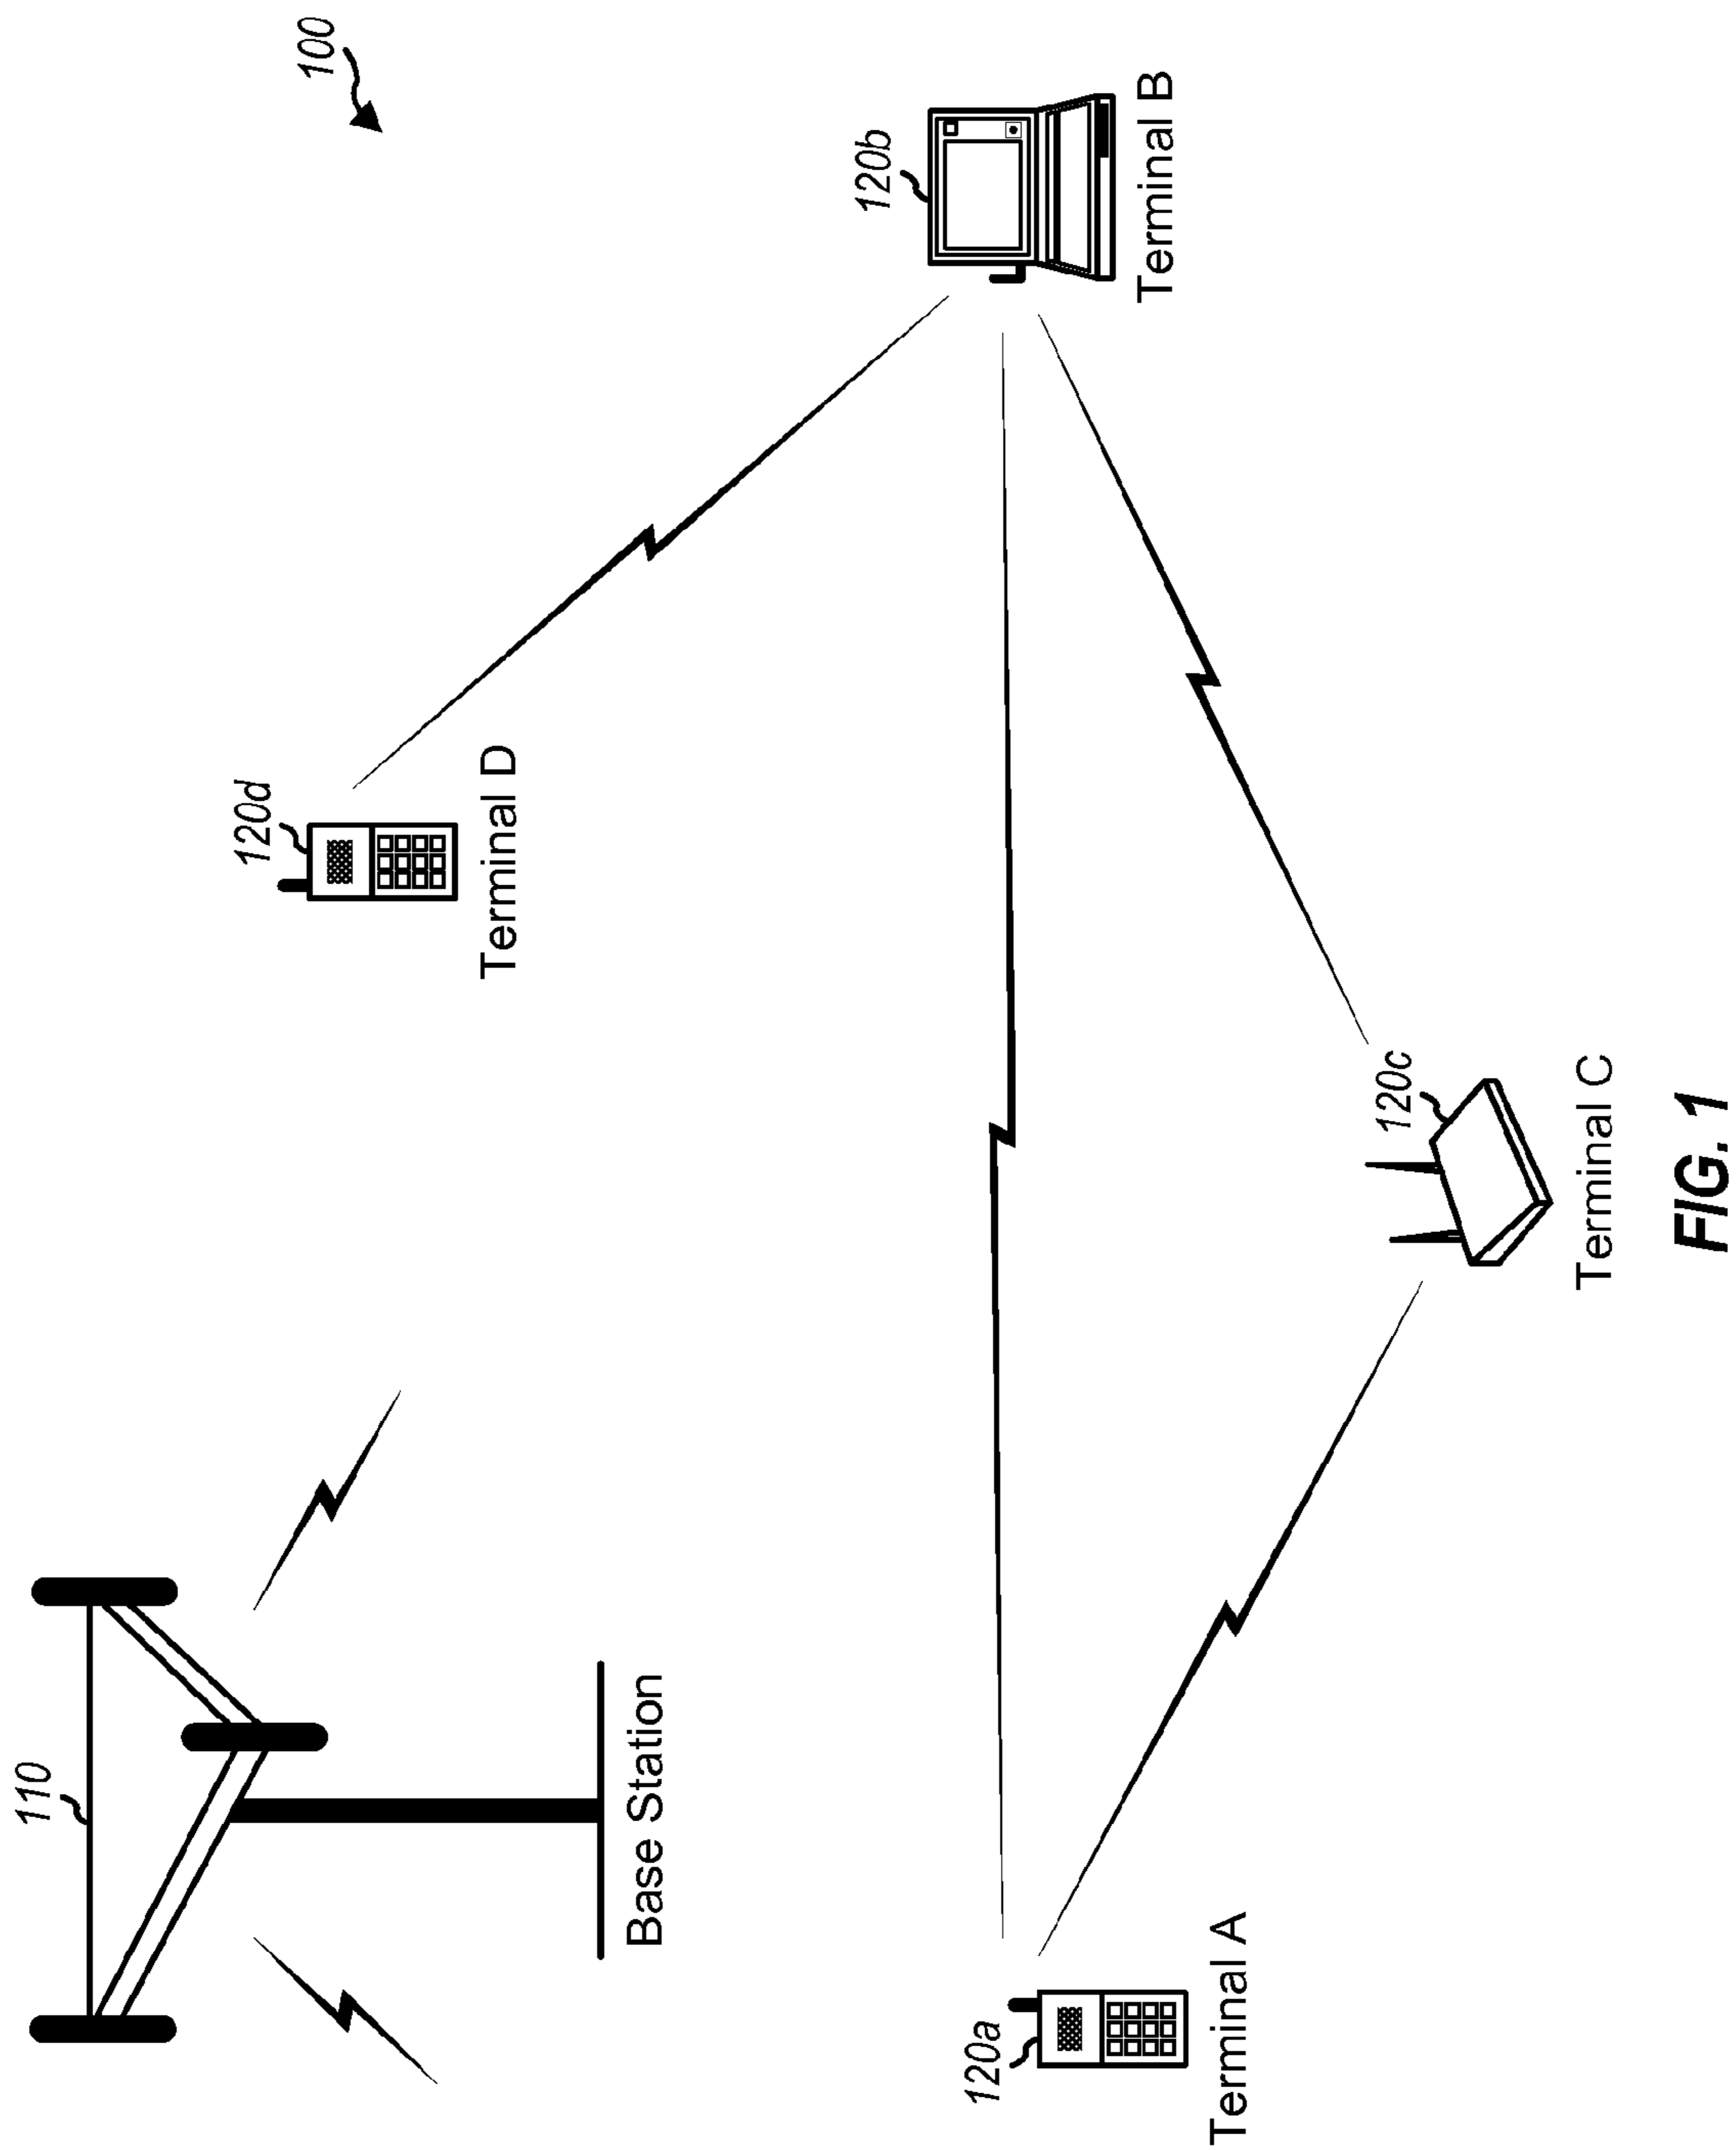 100
110
Base Station
120d
Terminal D
120b
Terminal B
120a
Terminal A
120c
Terminal C
FIG. 1